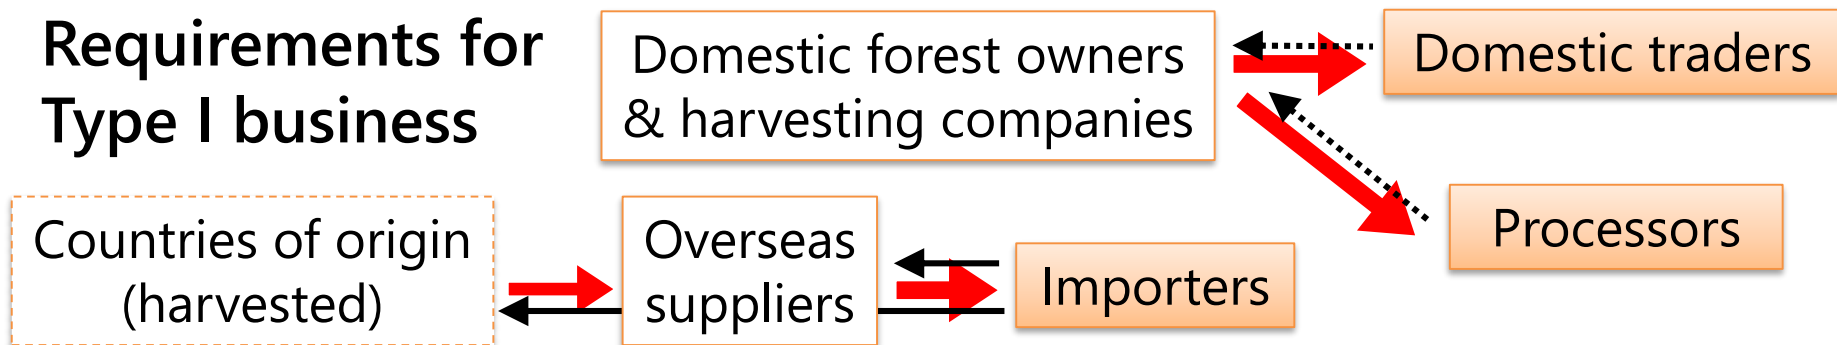 Requirements for
Type I business
Domestic forest owners
& harvesting companies
Domestic traders
Processors
Countries of origin
(harvested)
Overseas
suppliers
Importers